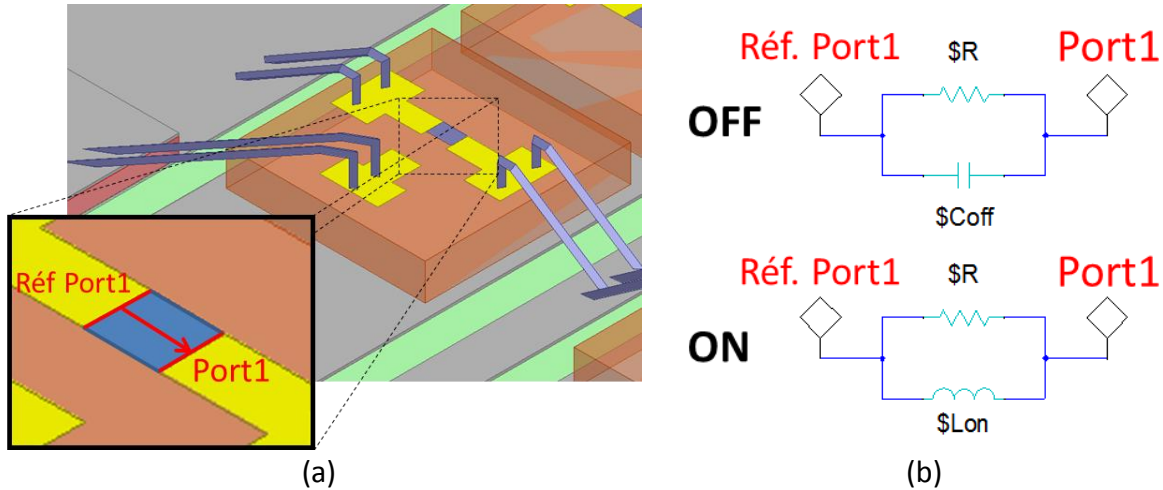 Réf Port1
Port1
(a)
Réf. Port1
Port1
$R
OFF
$Coff
Réf. Port1
Port1
$R
ON
$Lon
(b)